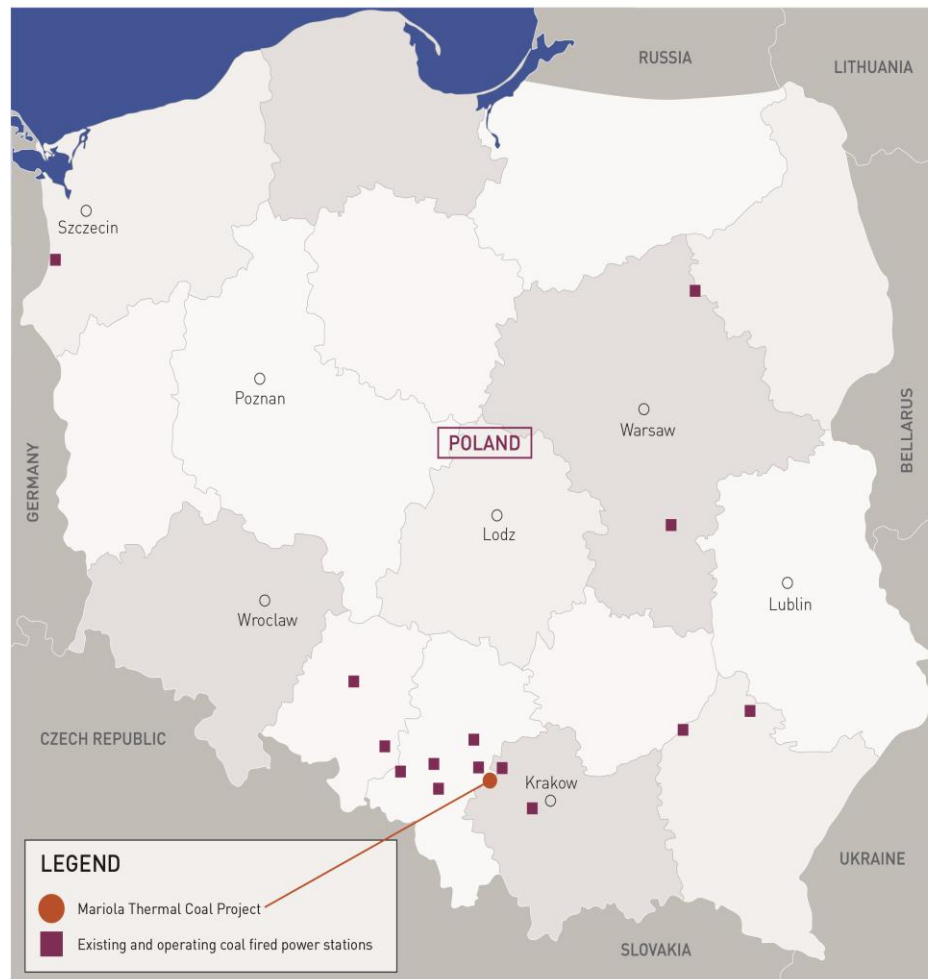 RUSSIA
LITHUANIA
Szczecin
Poznan
Warsaw
POLAND
GERMANY
BELLARUS
Lodz
Lublin
Wroclaw
CZECH REPUBLIC
Krakow
UKRAINE
SLOVAKIA
LEGEND
Mariola Thermal Coal Project
Existing and operating coal fired power stations